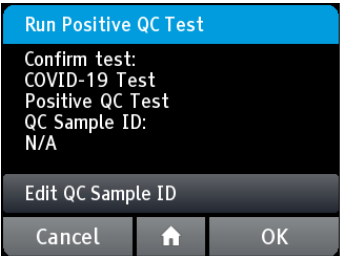 Run Positive QC Test
Confirm test:
COVID-19 Test
Positive QC Test
QC Sample ID:
N/A
Edit QC Sample ID
Cancel
OK